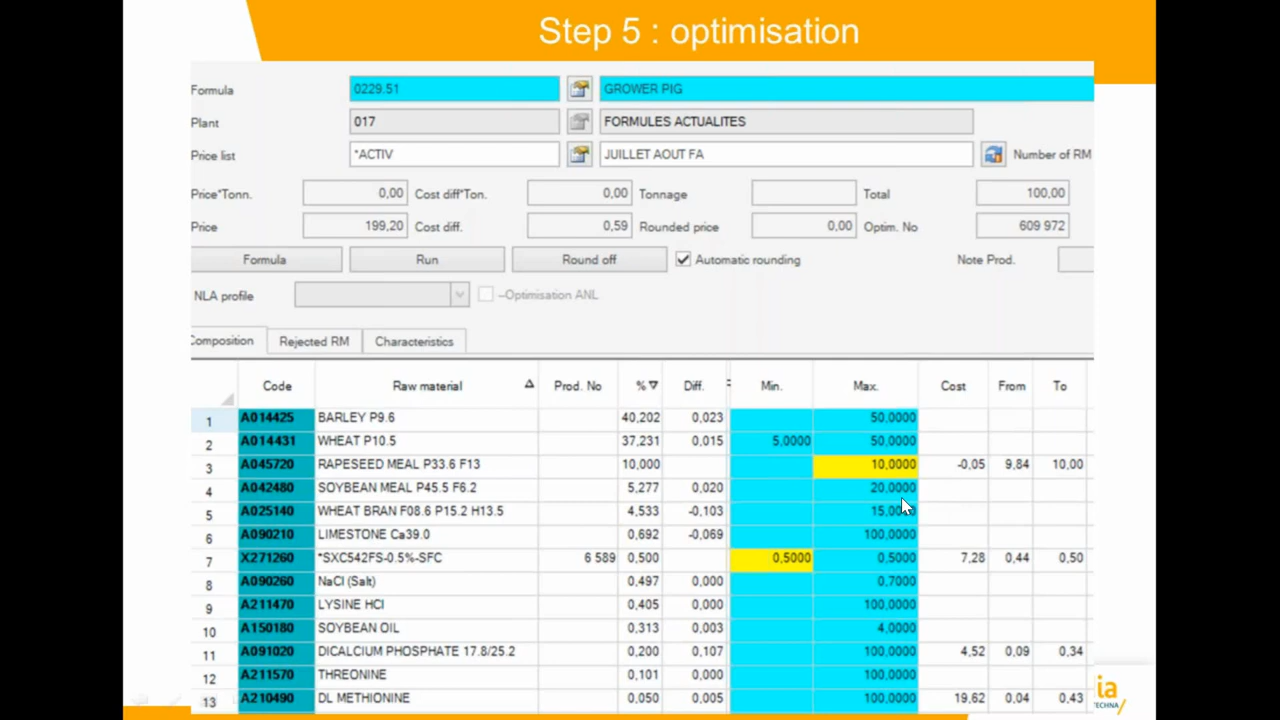 Step 5 : optimisation
Formula 0229.51 GROWER PIG
Plant 017 FORMULES ACTUALITES
Price list *ACTIV JUILLET AOUT FA Number of RM
Price*Tonn. 0,00 Cost diff*Ton. 0,00 Tonnage Total 100,00
Price 199,20 Cost diff. 0,59 Rounded price 0,00 Optim. No 609 972
Formula Run Round off Automatic rounding Note Prod.
NLA profile –Optimisation ANL
Composition Rejected RM Characteristics
Code Raw material Prod. No % Diff. Min. Max. Cost From To
1 A014425 BARLEY P9.6 40,202 0,023 50,0000
2 A014431 WHEAT P10.5 37,231 0,015 5,0000 50,0000
3 A045720 RAPESEED MEAL P33.6 F13 10,000 10,0000 -0,05 9,84 10,00
4 A042480 SOYBEAN MEAL P45.5 F6.2 5,277 0,020 20,0000
5 A025140 WHEAT BRAN F08.6 P15.2 H13.5 4,533 -0,103 15,0000
6 A090210 LIMESTONE Ca39.0 0,692 -0,069 100,0000
7 X271260 *SXC542FS-0.5%-SFC 6 589 0,500 0,5000 0,5000 7,28 0,44 0,50
8 A090260 NaCl (Salt) 0,497 0,000 0,7000
9 A211470 LYSINE HCl 0,405 0,000 100,0000
10 A150180 SOYBEAN OIL 0,313 0,003 4,0000
11 A091020 DICALCIUM PHOSPHATE 17.8/25.2 0,200 0,107 100,0000 4,52 0,09 0,34
12 A211570 THREONINE 0,101 0,000 100,0000
13 A210490 DL METHIONINE 0,050 0,005 100,0000 19,62 0,04 0,43
ia
TECHNA